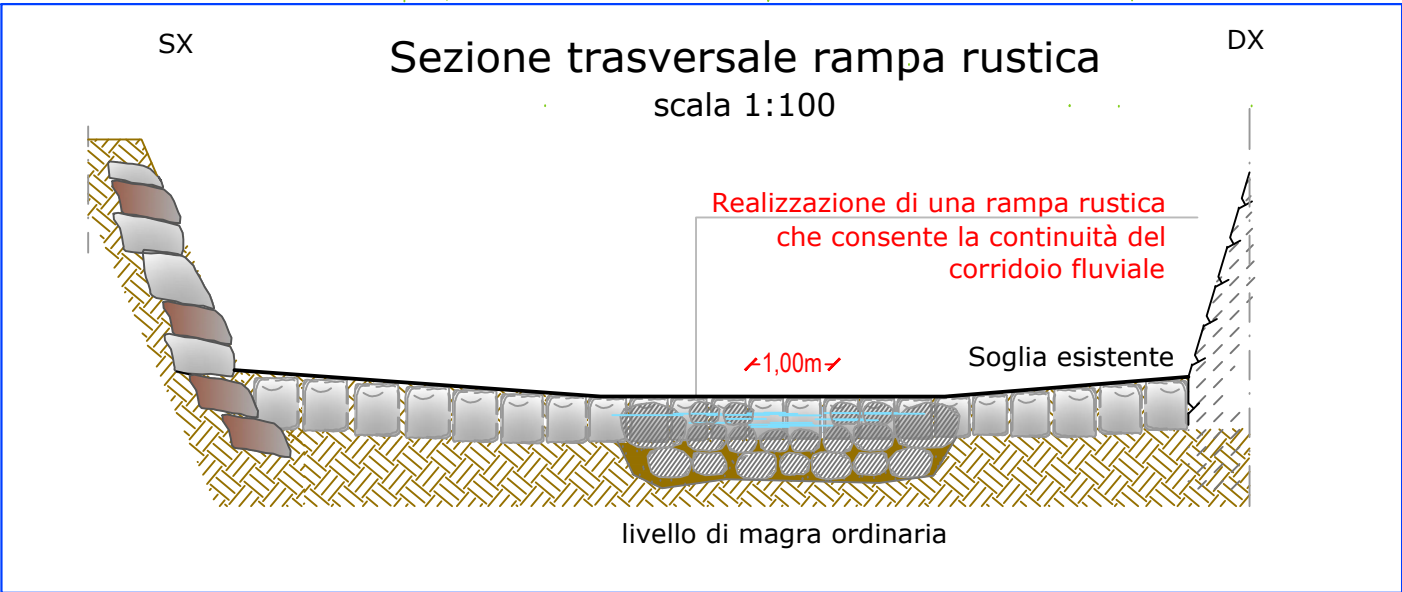 SX
DX
Sezione trasversale rampa rustica
scala 1:100
Realizzazione di una rampa rustica
che consente la continuità del
corridoio fluviale
1,00m
Soglia esistente
livello di magra ordinaria